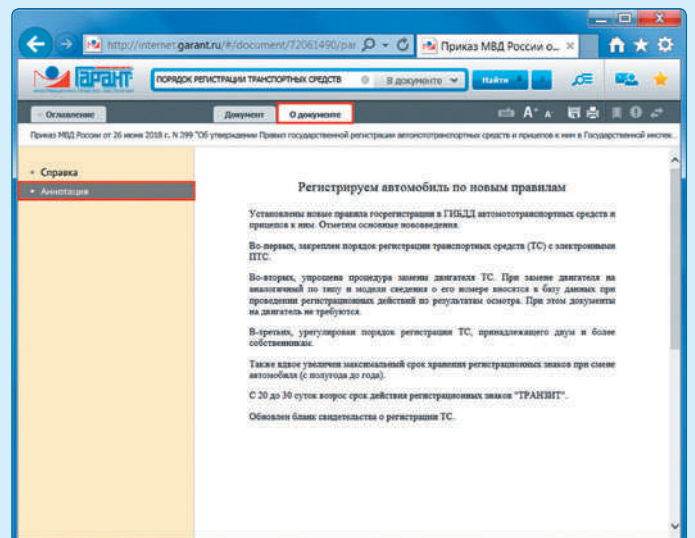 http://internet.garant.ru/#/document/72061490/par
Приказ МВД России о...
ГАРАНТ
ПОРЯДОК РЕГИСТРАЦИИ ТРАНСПОРТНЫХ СРЕДСТВ
В документе
Найти
Оглавление
Документ
О документе
Приказ МВД России от 26 июня 2018 г. N 399 "Об утверждении Правил государственной регистрации автомототранспортных средств и прицепов к ним в Государственной инспек...
Справка
Аннотация
Регистрируем автомобиль по новым правилам
Установлены новые правила госрегистрации в ГИБДД автомототранспортных средств и
прицепов к ним. Отметим основные нововведения.
Во-первых, закреплен порядок регистрации транспортных средств (ТС) с электронными
ПТС.
Во-вторых, упрощена процедура замены двигателя ТС. При замене двигателя на
аналогичный по типу и модели сведения о его номере вносятся в базу данных при
проведении регистрационных действий по результатам осмотра. При этом документы
на двигатель не требуются.
В-третьих, урегулирован порядок регистрации ТС, принадлежащего двум и более
собственникам.
Также вдвое увеличен максимальный срок хранения регистрационных знаков при смене
автомобиля (с полугода до года).
С 20 до 30 суток возрос срок действия регистрационных знаков "ТРАНЗИТ".
Обновлен бланк свидетельства о регистрации ТС.